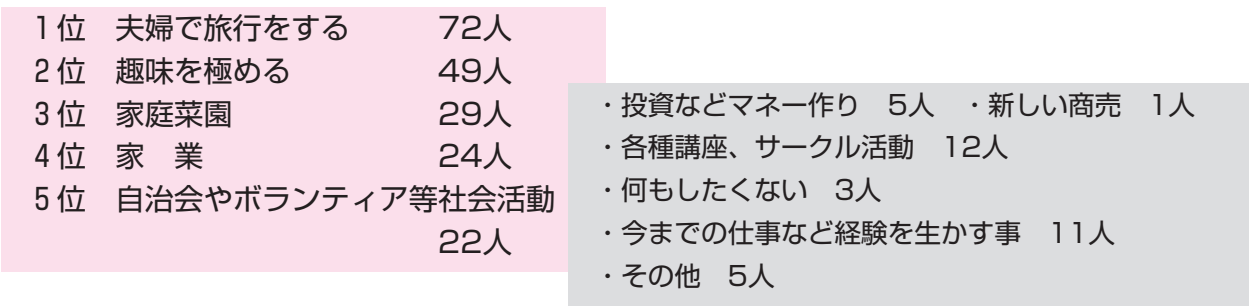 1位 夫婦で旅行をする 72人
2位 趣味を極める 49人
3位 家庭菜園 29人
4位 家 業 24人
5位 自治会やボランティア等社会活動
22人
・投資などマネー作り 5人 ・新しい商売 1人
・各種講座、サークル活動 12人
・何もしたくない 3人
・今までの仕事など経験を生かす事 11人
・その他 5人